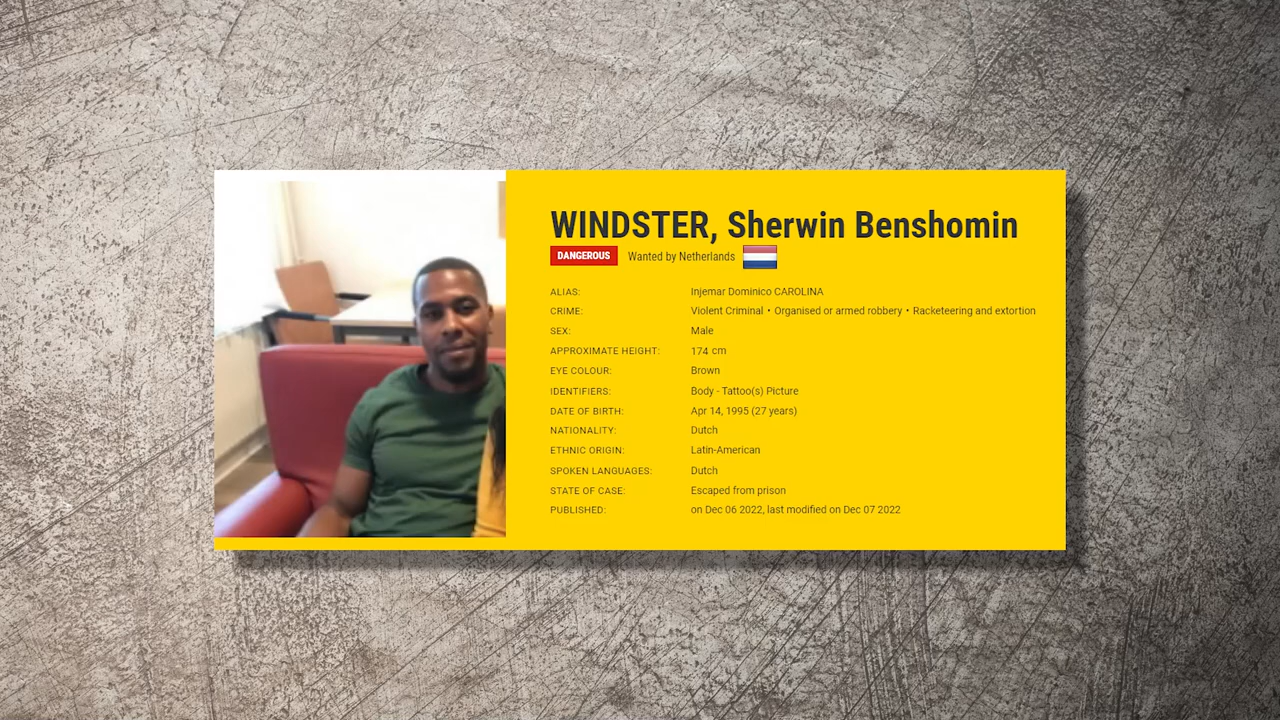 WINDSTER, Sherwin Benshomin
DANGEROUS Wanted by Netherlands
ALIAS: Injemar Dominico CAROLINA
CRIME: Violent Criminal • Organised or armed robbery • Racketeering and extortion
SEX: Male
APPROXIMATE HEIGHT: 174 cm
EYE COLOUR: Brown
IDENTIFIERS: Body - Tattoo(s) Picture
DATE OF BIRTH: Apr 14, 1995 (27 years)
NATIONALITY: Dutch
ETHNIC ORIGIN: Latin-American
SPOKEN LANGUAGES: Dutch
STATE OF CASE: Escaped from prison
PUBLISHED: on Dec 06 2022, last modified on Dec 07 2022